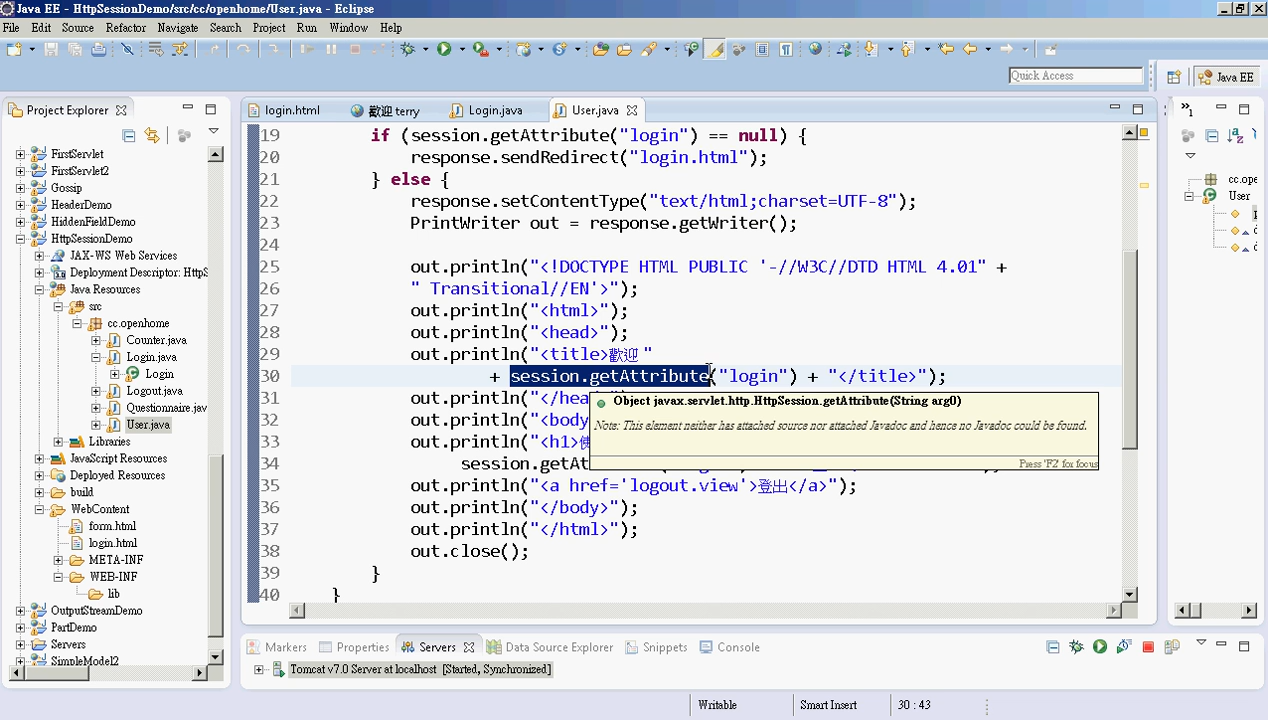 Java EE - HttpSessionDemo/src/cc/openhome/User.java - Eclipse
File Edit Source Refactor Navigate Search Project Run Window Help
Quick Access
Java EE
Project Explorer
FirstServlet
FirstServlet2
Gossip
HeaderDemo
HiddenFieldDemo
HttpSessionDemo
JAX-WS Web Services
Deployment Descriptor: HttpS
Java Resources
src
cc.openhome
Counter.java
Login.java
Login
Logout.java
Questionnaire.jav
User.java
Libraries
JavaScript Resources
Deployed Resources
build
WebContent
form.html
login.html
META-INF
WEB-INF
lib
OutputStreamDemo
PartDemo
Servers
SimpleModel2
login.html 歡迎 terry Login.java User.java
19 if (session.getAttribute("login") == null) {
20 response.sendRedirect("login.html");
21 } else {
22 response.setContentType("text/html;charset=UTF-8");
23 PrintWriter out = response.getWriter();
24
25 out.println("<!DOCTYPE HTML PUBLIC '-//W3C//DTD HTML 4.01" +
26 " Transitional//EN'>");
27 out.println("<html>");
28 out.println("<head>");
29 out.println("<title>歡迎 "
30 + session.getAttribute("login") + "</title>");
31 out.println("</hea
32 out.println("<body
33 out.println("<h1>
34 session.getA
35 out.println("<a href='logout.view'>登出</a>");
36 out.println("</body>");
37 out.println("</html>");
38 out.close();
39 }
40 }
Object javax.servlet.http.HttpSession.getAttribute(String arg0)
Note: This element neither has attached source nor attached Javadoc and hence no Javadoc could be found.
Press 'F2' for focus
cc.ope
User
Markers Properties Servers Data Source Explorer Snippets Console
Tomcat v7.0 Server at localhost [Started, Synchronized]
Writable Smart Insert 30 : 43